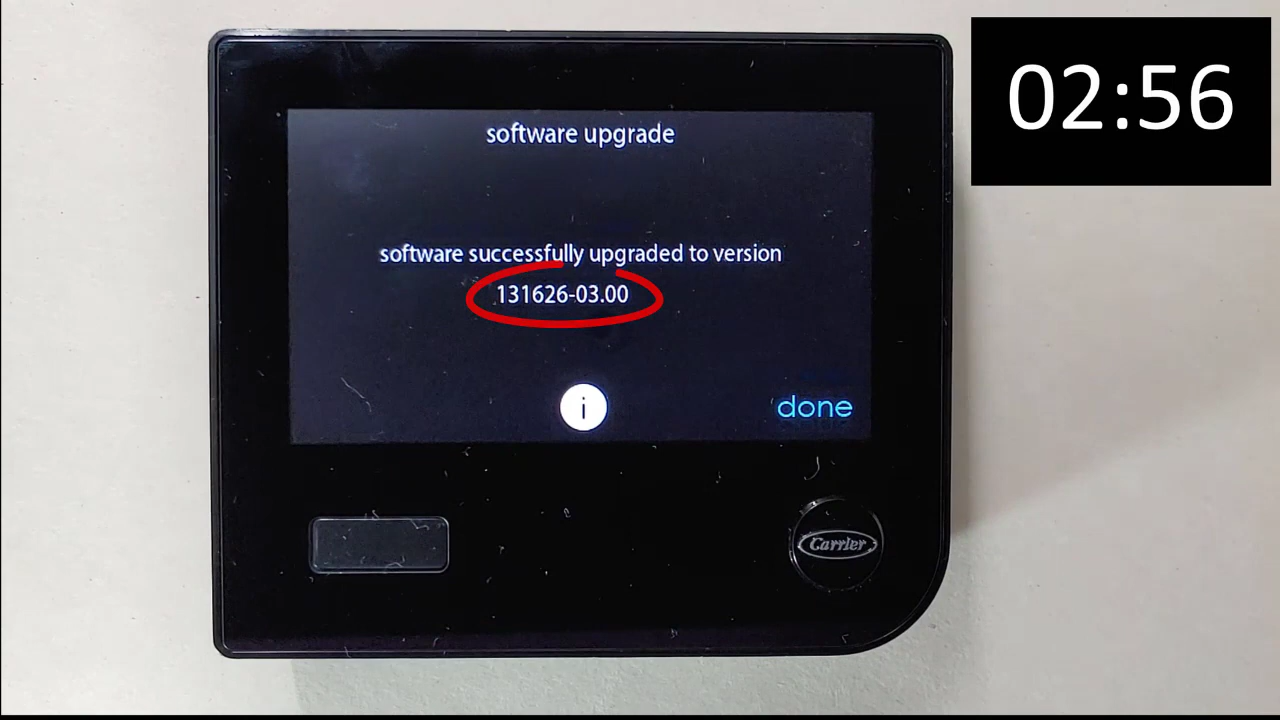 02:56
software upgrade
software successfully upgraded to version
131626-03.00
i
done
Carrier